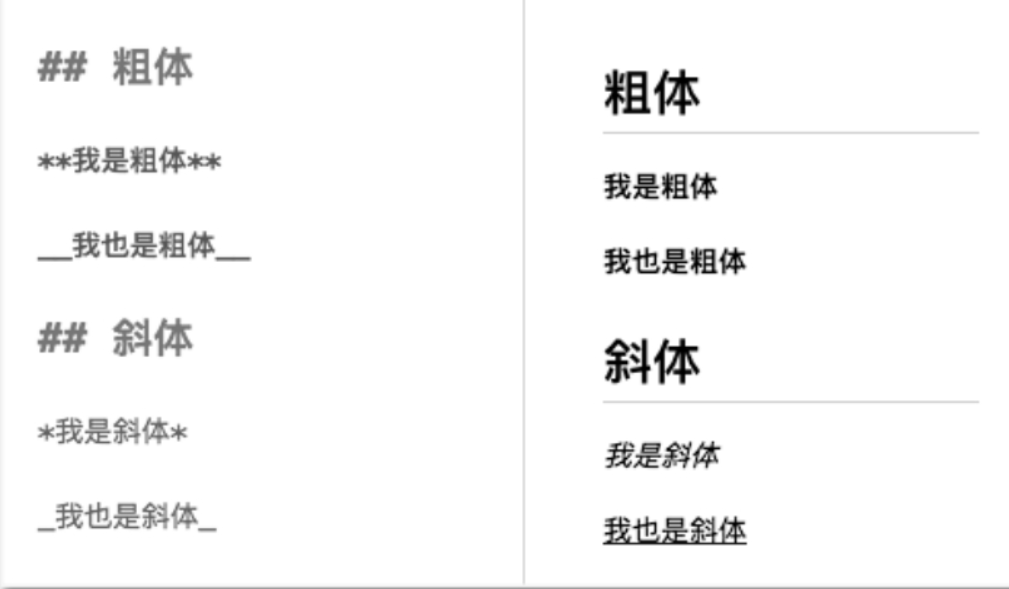 ## 粗体
**我是粗体**
__我也是粗体__
## 斜体
*我是斜体*
_我也是斜体_
粗体
我是粗体
我也是粗体
斜体
我是斜体
我也是斜体